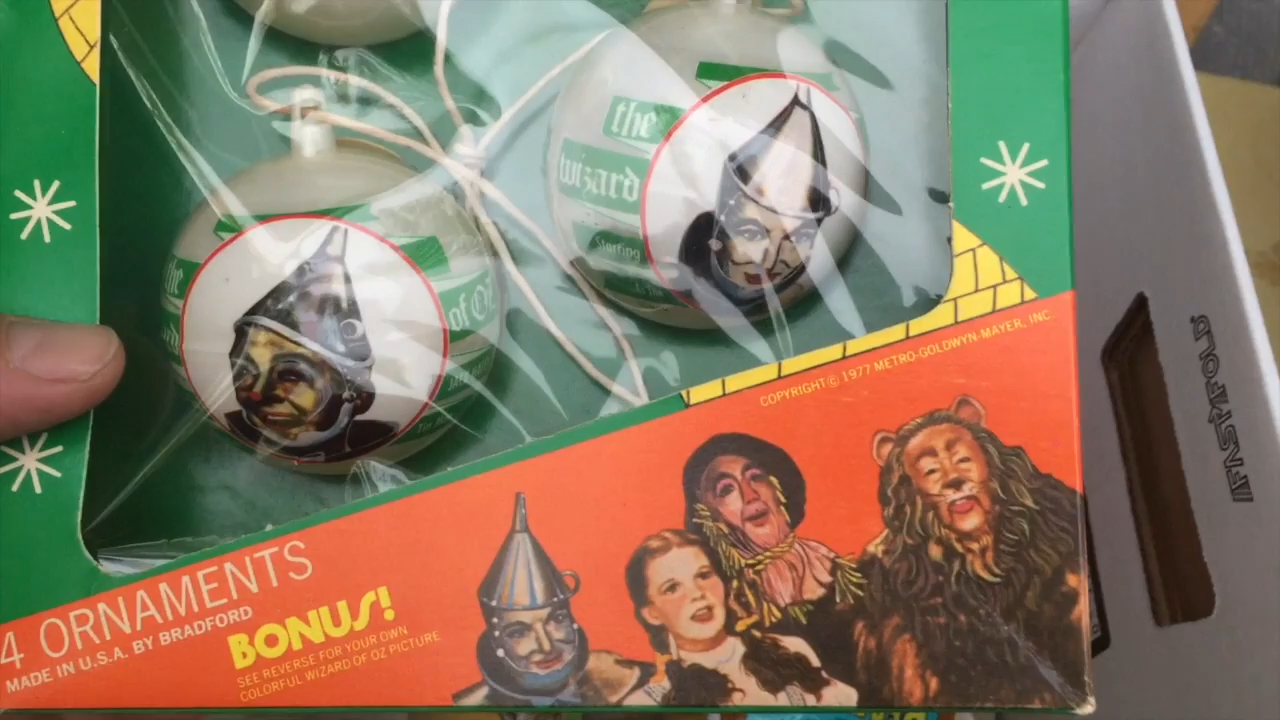 the
wizard
Starring
the
of Oz
COPYRIGHT© 1977 METRO-GOLDWYN-MAYER, INC
4 ORNAMENTS
MADE IN U.S.A. BY BRADFORD
BONUS!
SEE REVERSE FOR YOUR OWN
COLORFUL WIZARD OF OZ PICTURE
//FASTFOLD